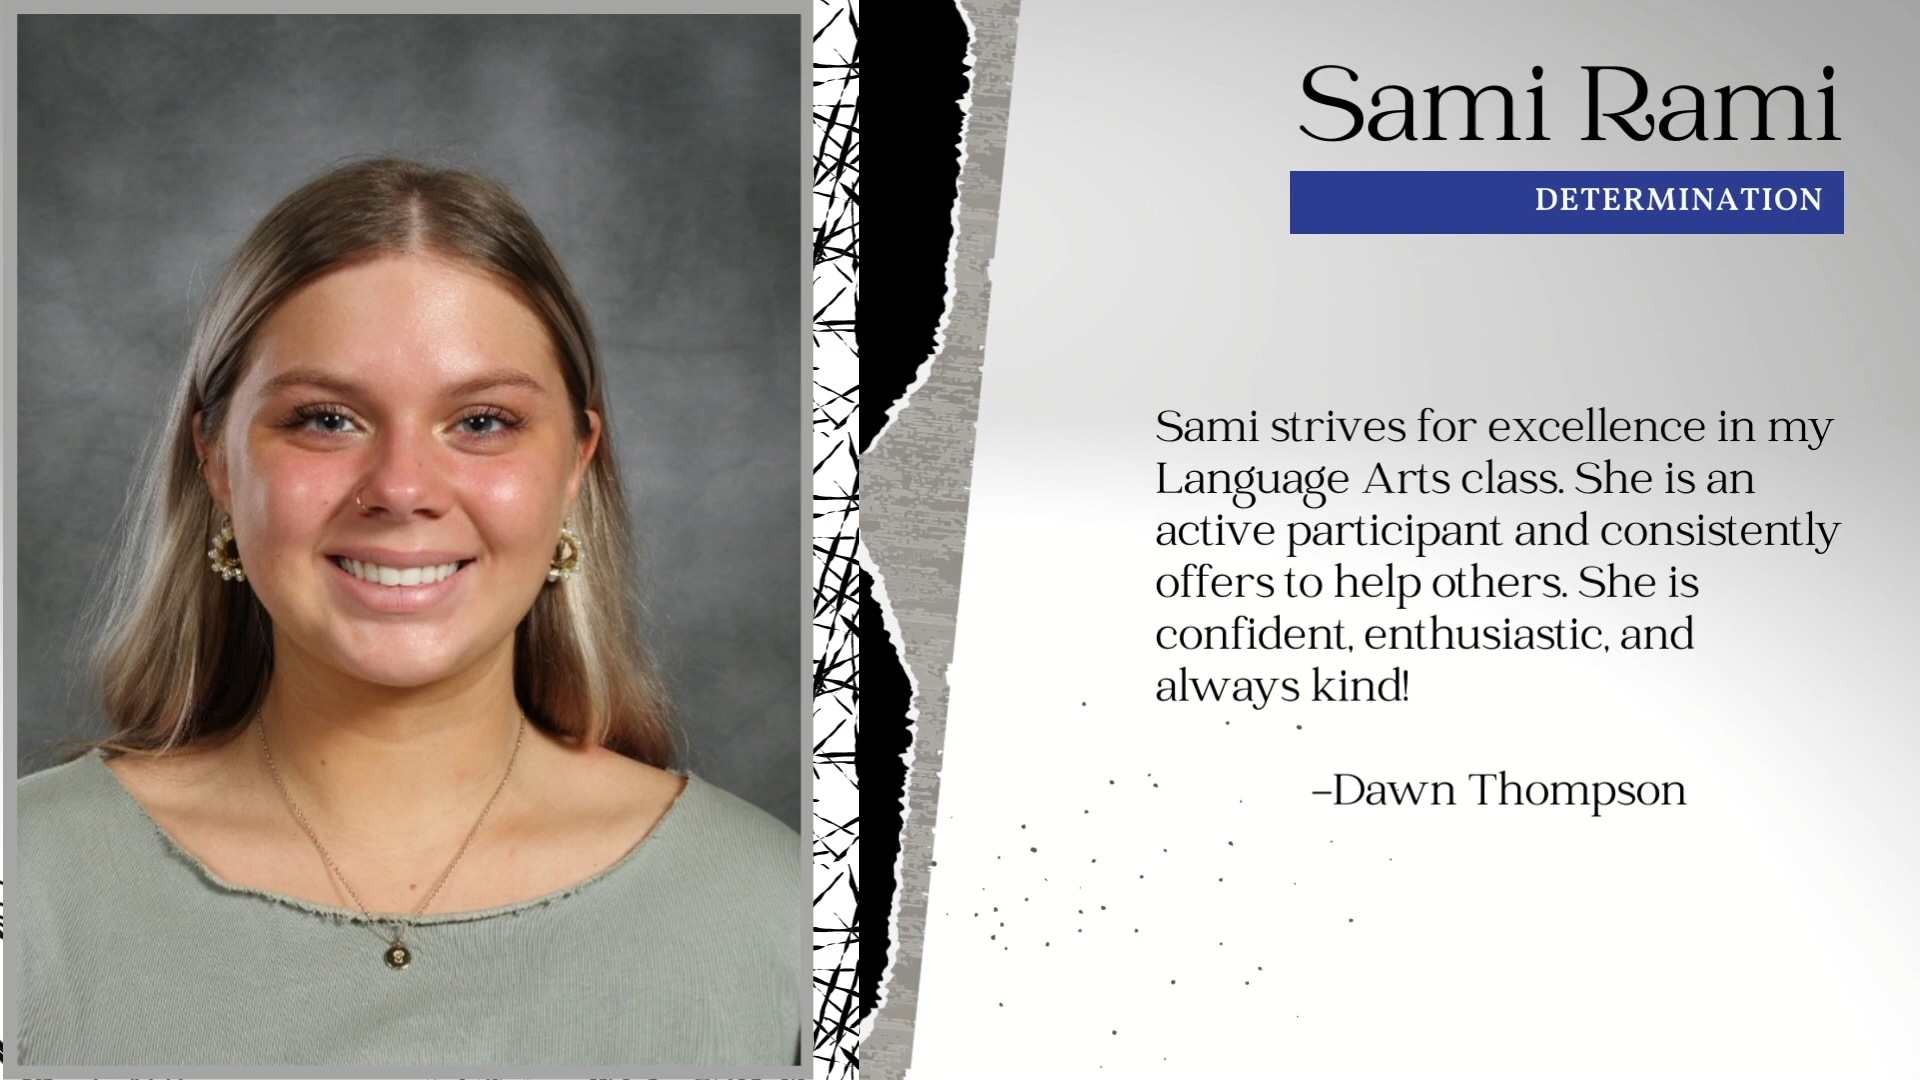 Sami Rami
DETERMINATION
Sami strives for excellence in my
Language Arts class. She is an
active participant and consistently
offers to help others. She is
confident, enthusiastic, and
always kind!
-Dawn Thompson